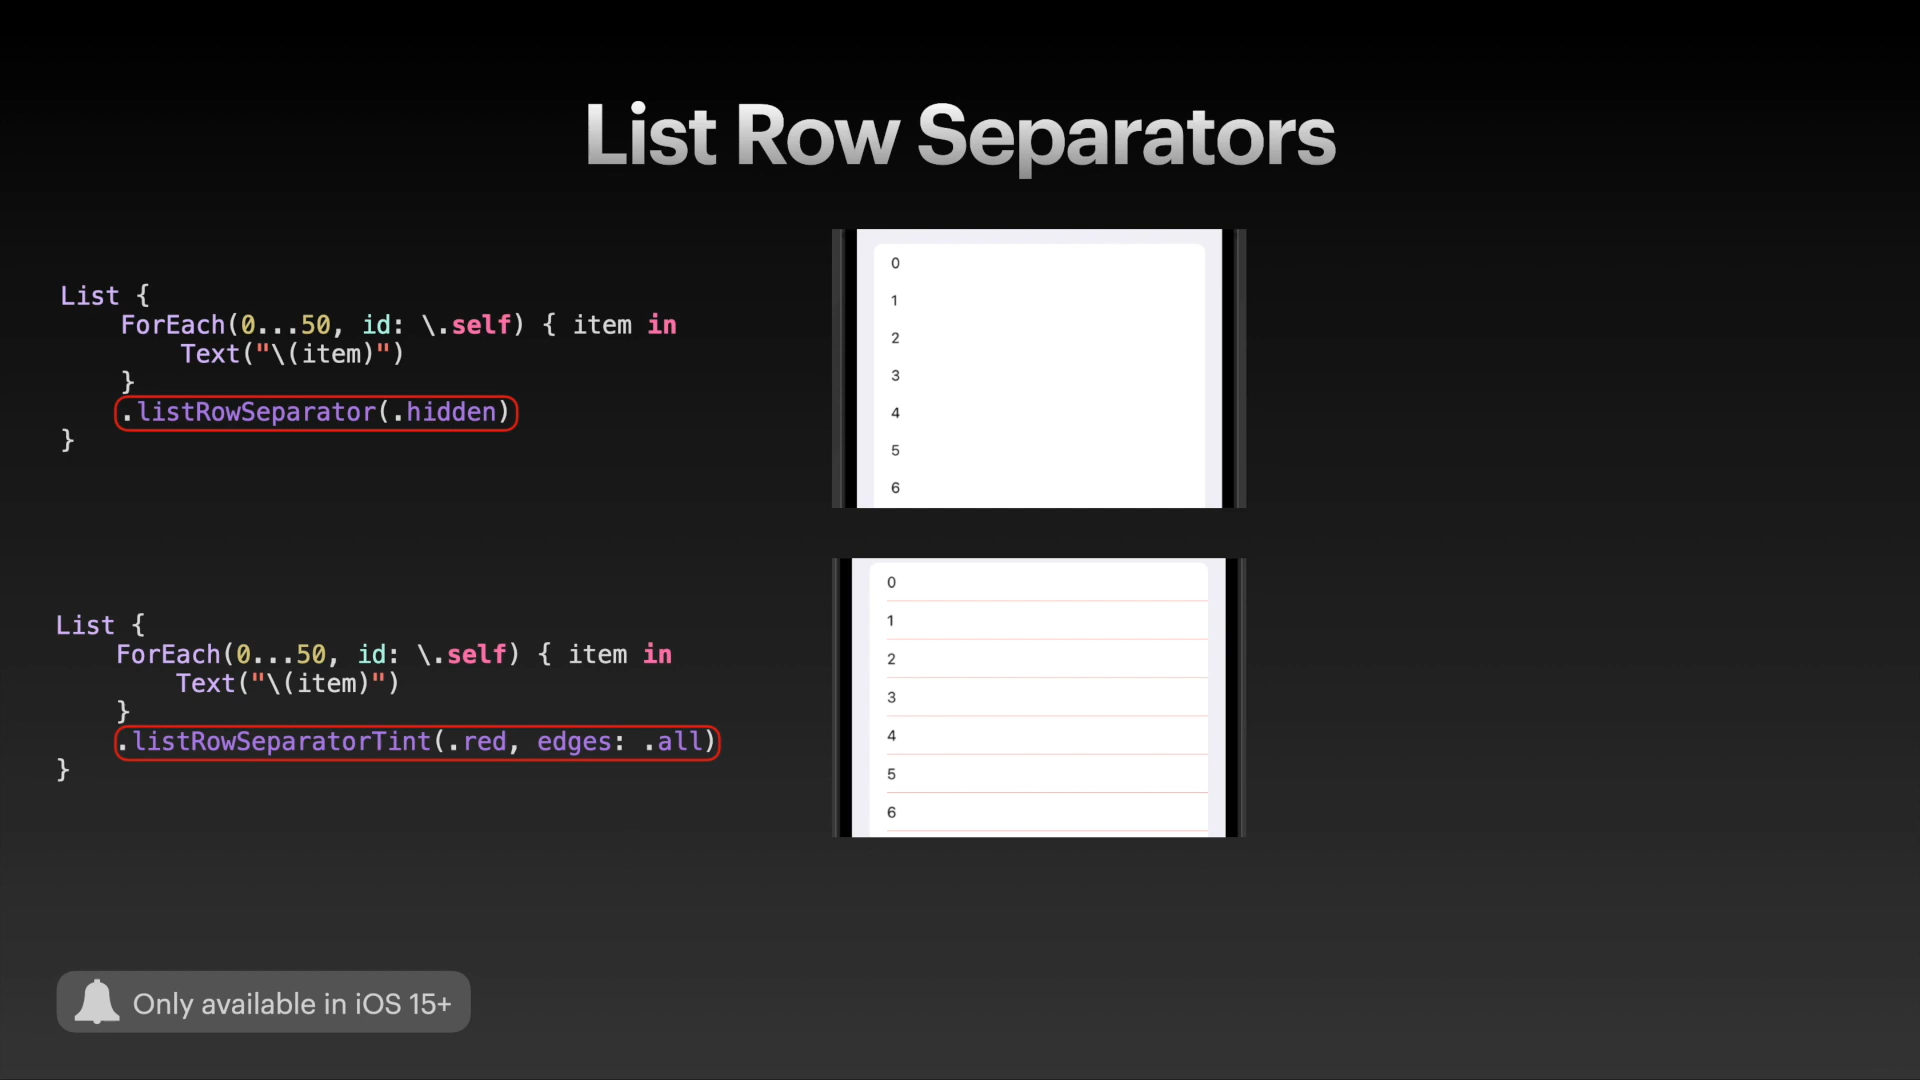 List Row Separators
List {
ForEach(0...50, id: \.self) { item in
Text("\(item)")
}
.listRowSeparator(.hidden)
}
0
1
2
3
4
5
6
List {
ForEach(0...50, id: \.self) { item in
Text("\(item)")
}
.listRowSeparatorTint(.red, edges: .all)
}
0
1
2
3
4
5
6
Only available in iOS 15+